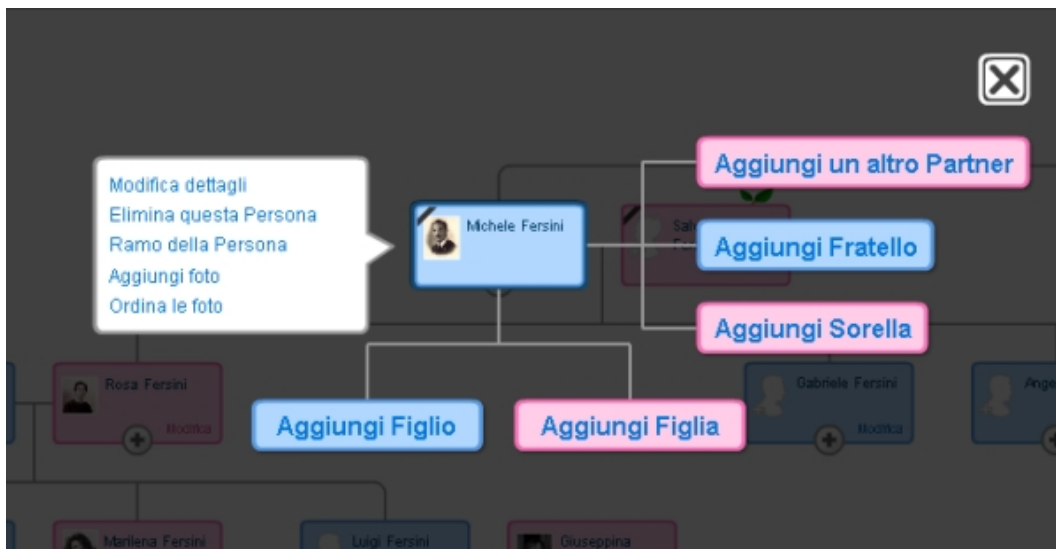 Aggiungi un altro Partner
Modifica dettagli
Elimina questa Persona
Ramo della Persona
Aggiungi foto
Ordina le foto
Michele Fersini
Aggiungi Fratello
Aggiungi Sorella
Rosa Fersini
Modifica
Gabriele Fersini
Modifica
Aggiungi Figlio
Aggiungi Figlia
Marilena Fersini
Luigi Fersini
Giuseppina